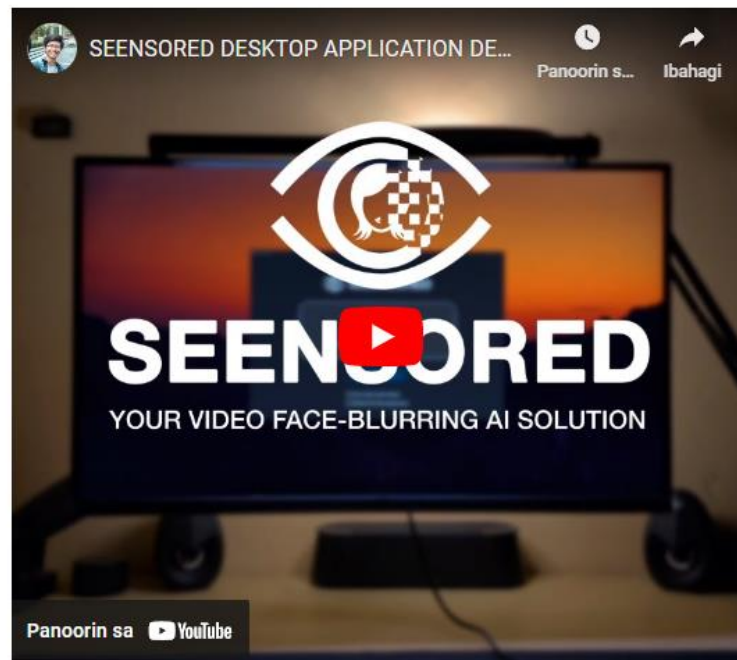 SEENSORED DESKTOP APPLICATION DE...
Panoorin s...
Ibahagi
SEENSORED
YOUR VIDEO FACE-BLURRING AI SOLUTION
Panoorin sa YouTube